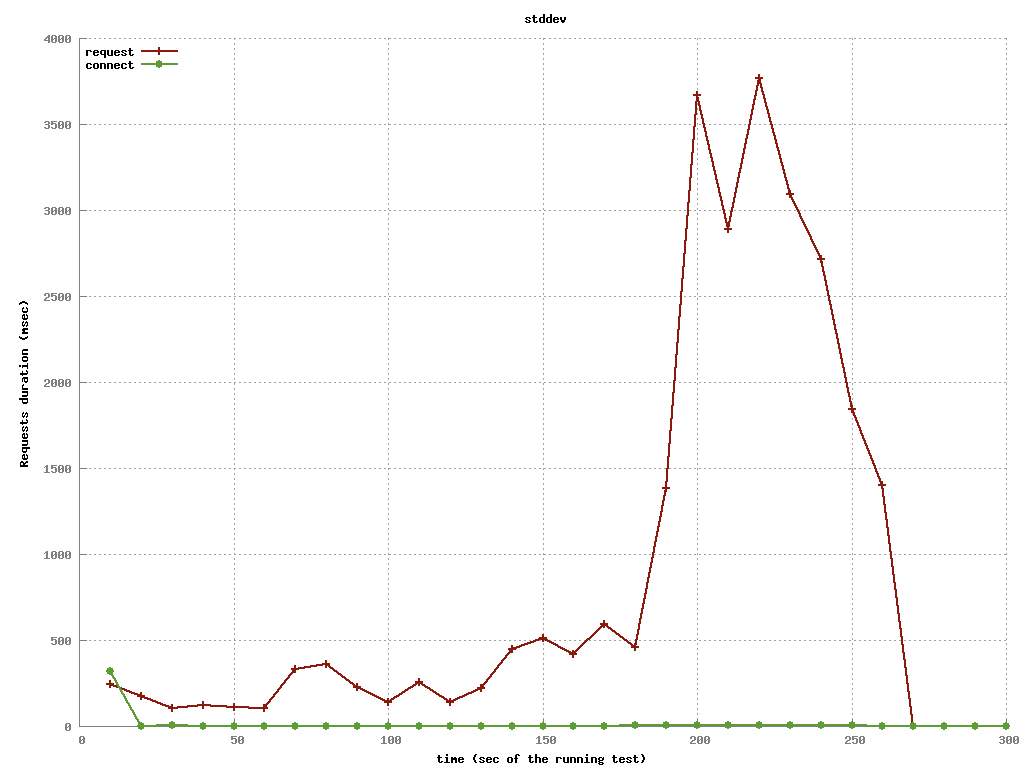 stddev
request
connect
4000
3500
3000
2500
2000
1500
1000
500
0
Requests duration (msec)
0 50 100 150 200 250 300
time (sec of the running test)